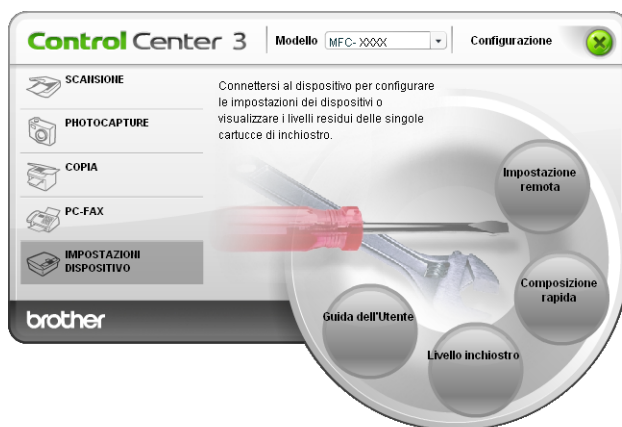 Control Center 3
Modello
MFC- XXXX
Configurazione
SCANSIONE
PHOTOCAPTURE
COPIA
PC-FAX
IMPOSTAZIONI
DISPOSITIVO
Connettersi al dispositivo per configurare
le impostazioni dei dispositivi o
visualizzare i livelli residui delle singole
cartucce di inchiostro.
Impostazione
remota
Composizione
rapida
Livello inchiostro
Guida dell'Utente
brother